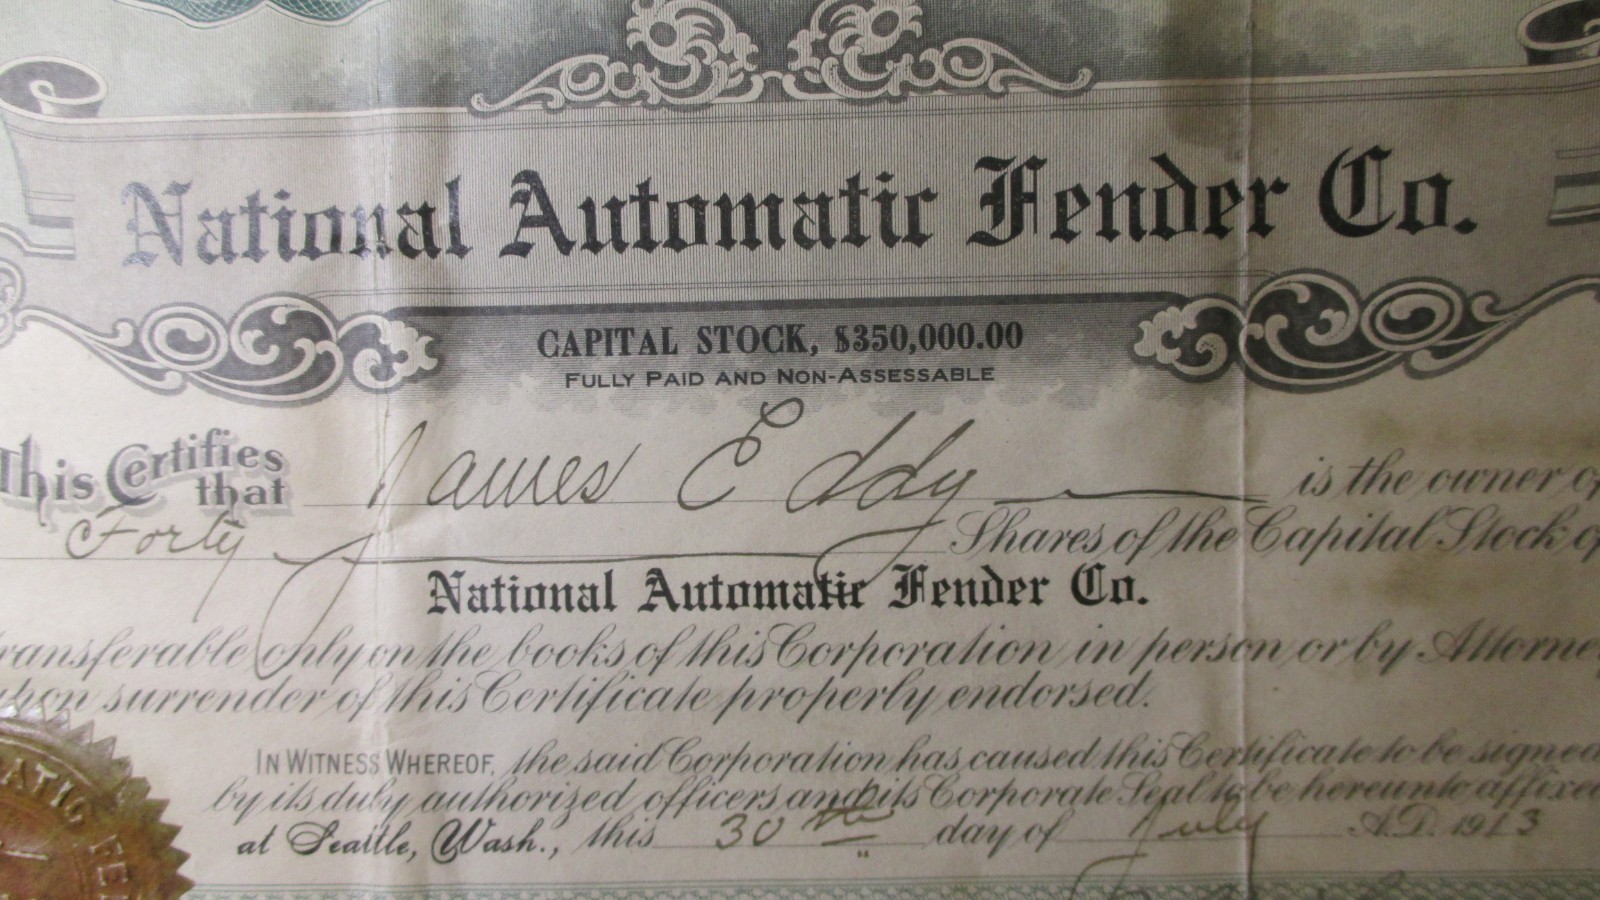 National Automatic Fender Co.
CAPITAL STOCK, $350,000.00
FULLY PAID AND NON-ASSESSABLE
This Certifies that James Eddy is the owner of
Forty Shares of the Capital Stock of
National Automatic Fender Co.
transferable only on the books of this Corporation in person or by Attorney
upon surrender of this Certificate properly endorsed.
IN WITNESS WHEREOF, the said Corporation has caused this Certificate to be signed
by its duly authorized officers and its Corporate Seal to be hereunto affixed
at Seattle, Wash., this 30th day of July A.D. 1913
ATIC FE